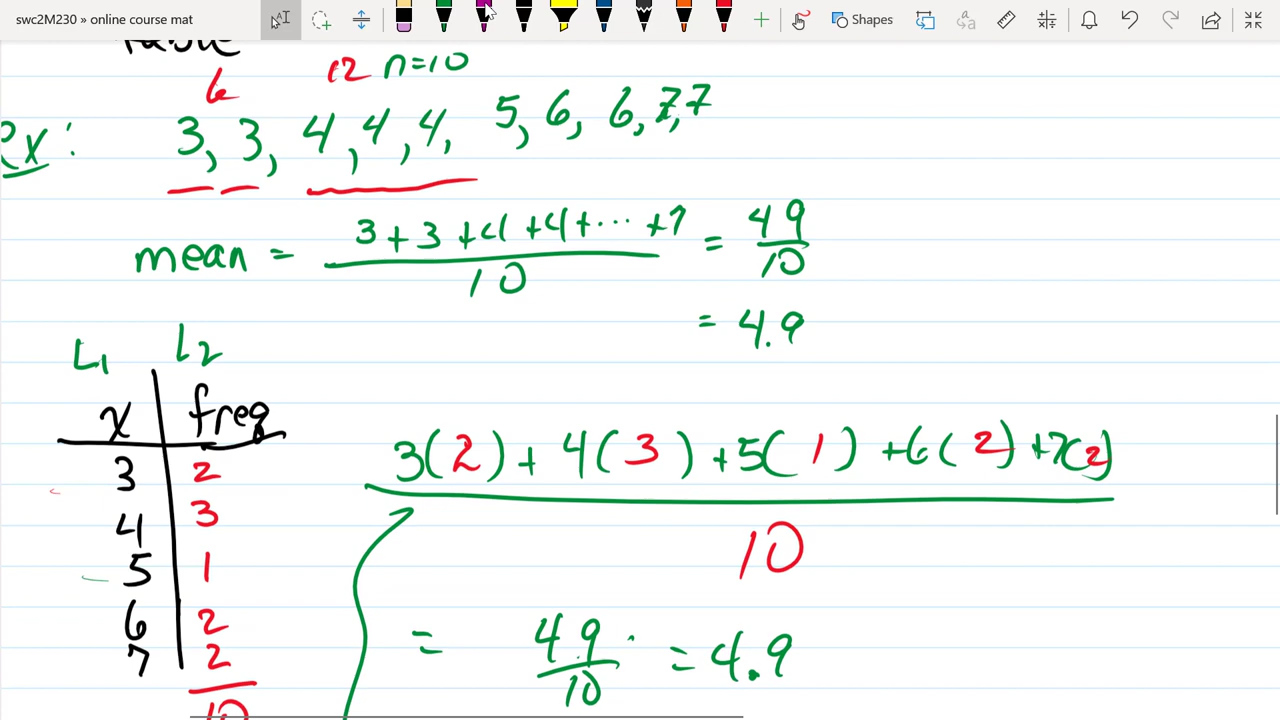 swc2M230 » online course mat
Shapes
Table
6 12 n=10
Ex: 3, 3, 4, 4, 4, 5, 6, 6, 7, 7
mean = 3 + 3 + 4 + 4 + ... + 7 / 10 = 49 / 10
= 4.9
L1 L2
x freq
3 2
4 3
5 1
6 2
7 2
10
3(2) + 4(3) + 5(1) + 6(2) + 7(2)
10
= 49 / 10 = 4.9